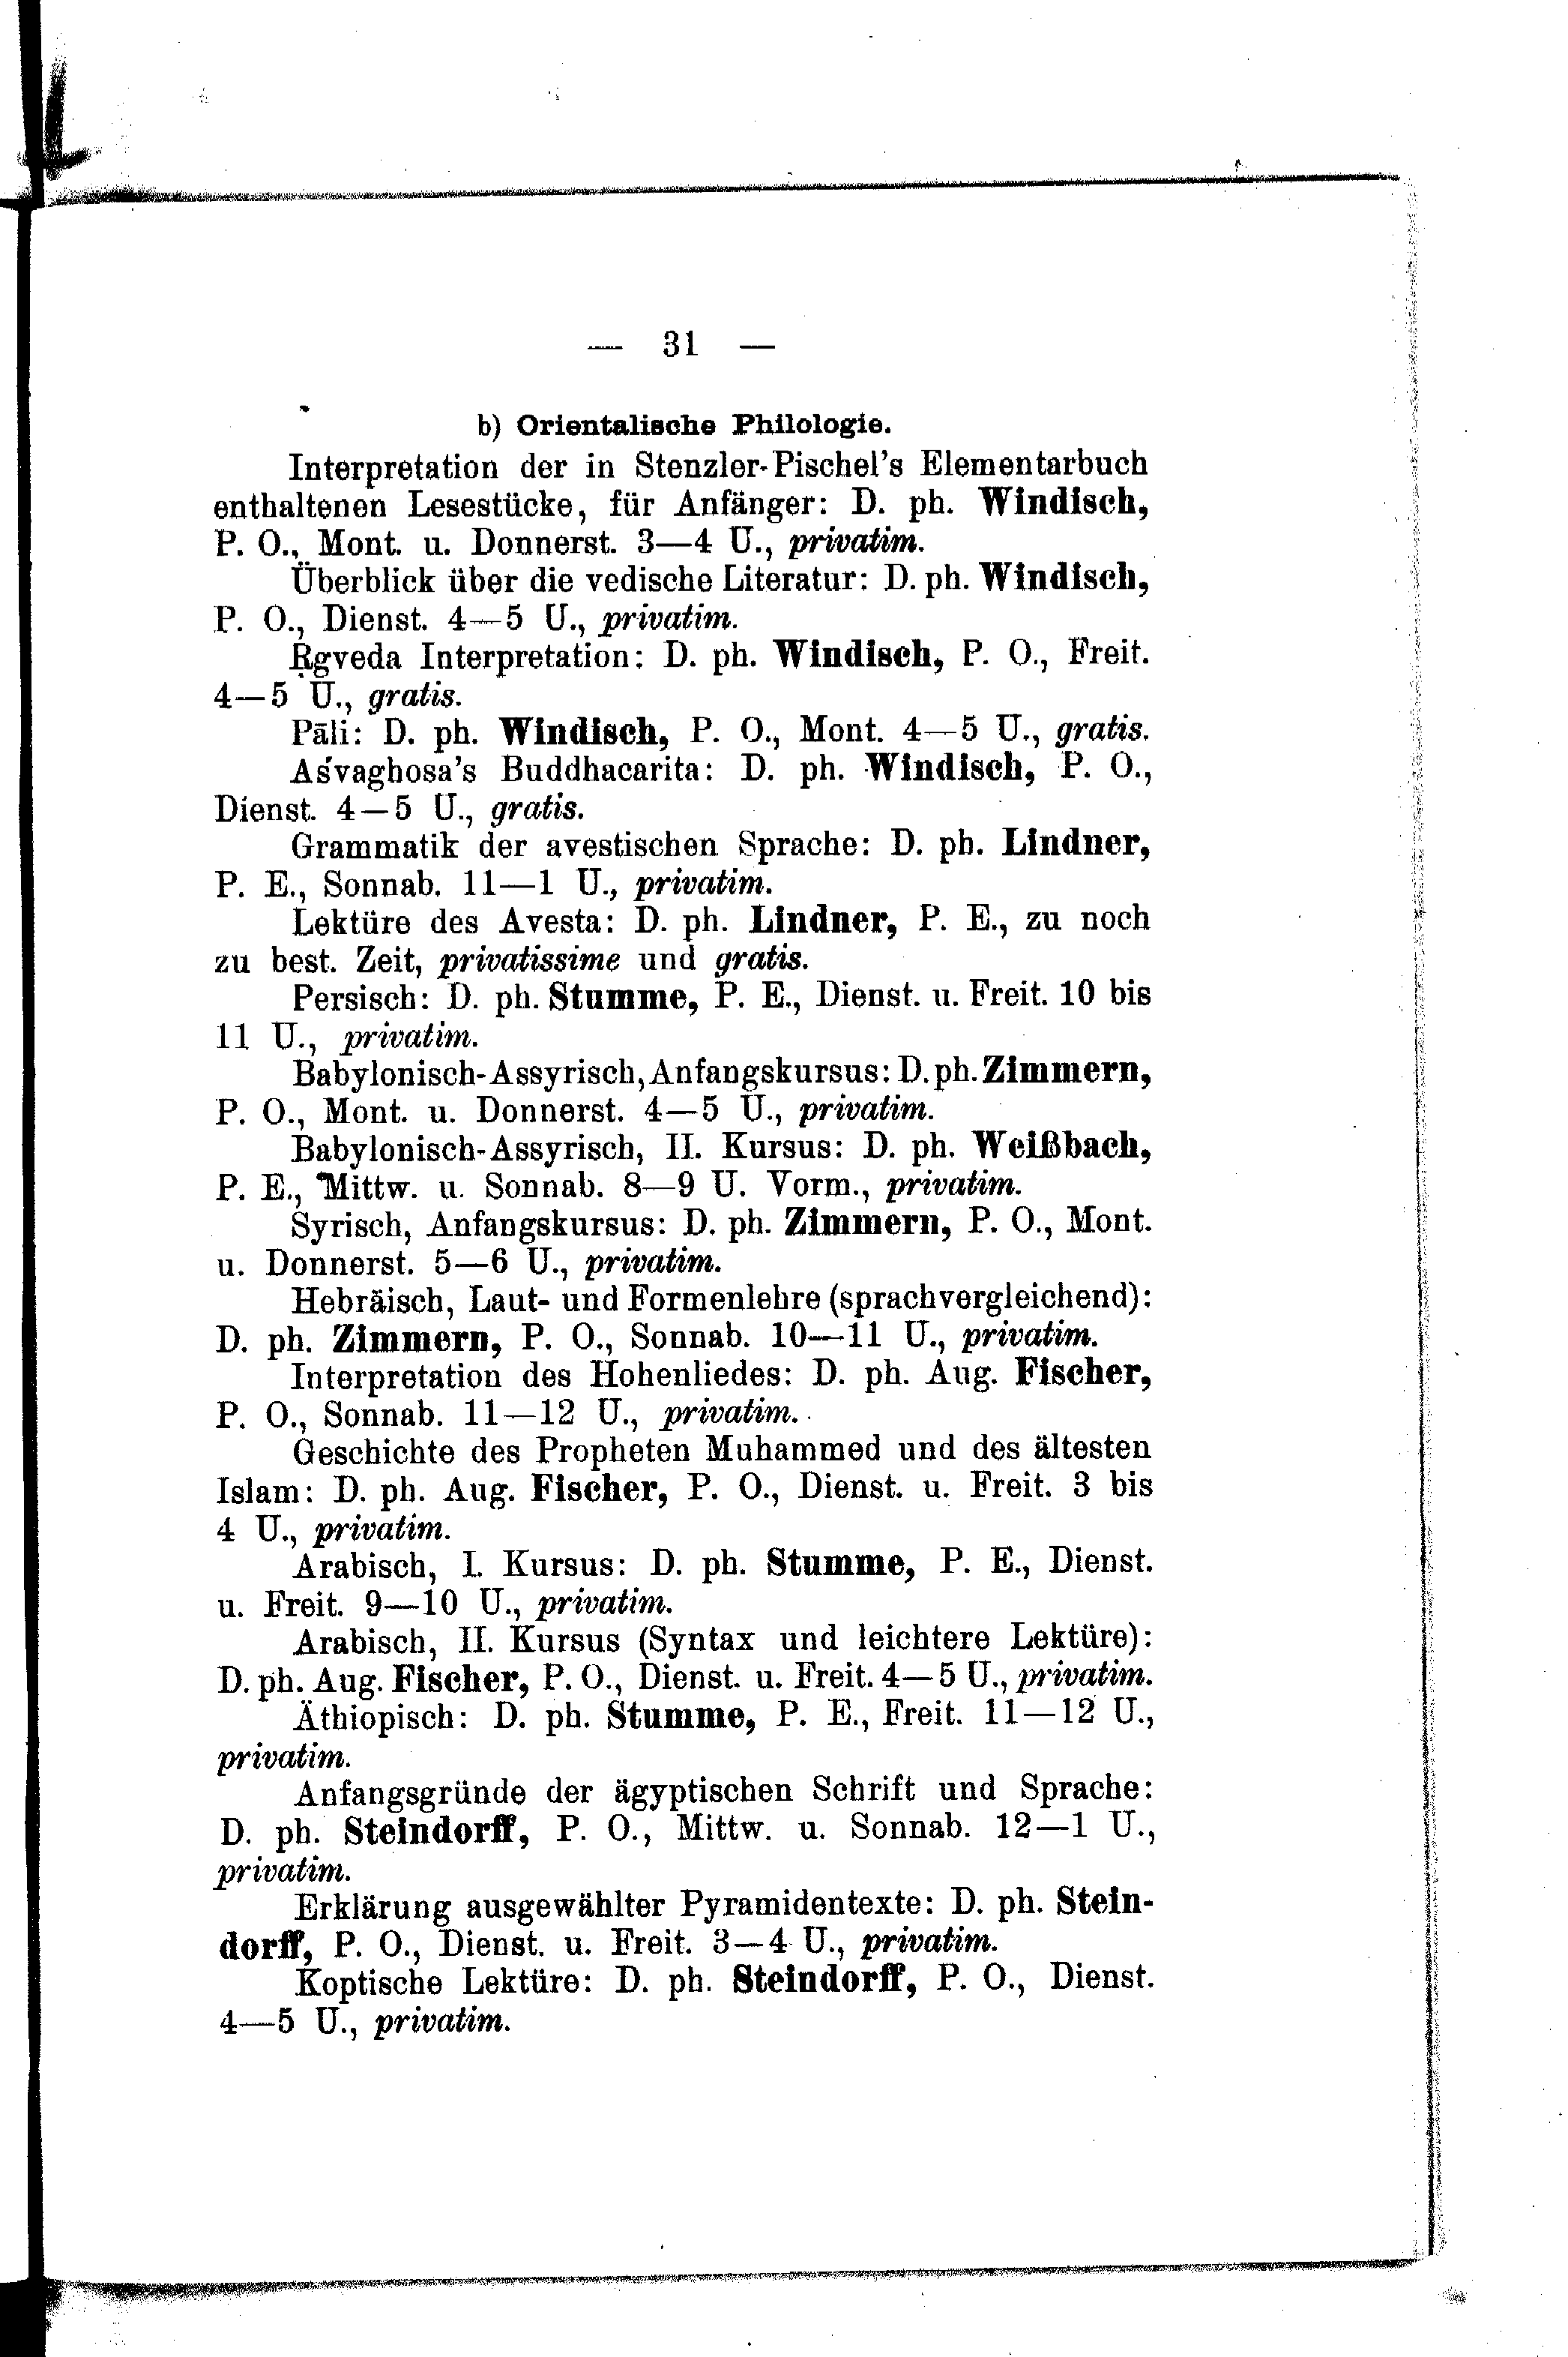 — 31 —
b) Orientalische Philologie.
Interpretation der in Stenzler-Pischel's Elementarbuch
enthaltenen Lesestücke, für Anfänger: D. ph. Windisch,
P. O., Mont. u. Donnerst. 3—4 U., privatim.
Überblick über die vedische Literatur: D. ph. Windisch,
P. O., Dienst. 4—5 U., privatim.
Ṛgveda Interpretation: D. ph. Windisch, P. O., Freit.
4—5 U., gratis.
Pāli: D. ph. Windisch, P. O., Mont. 4—5 U., gratis.
Aśvaghosa's Buddhacarita: D. ph. Windisch, P. O.,
Dienst. 4—5 U., gratis.
Grammatik der avestischen Sprache: D. ph. Lindner,
P. E., Sonnab. 11—1 U., privatim.
Lektüre des Avesta: D. ph. Lindner, P. E., zu noch
zu best. Zeit, privatissime und gratis.
Persisch: D. ph. Stumme, P. E., Dienst. u. Freit. 10 bis
11 U., privatim.
Babylonisch-Assyrisch, Anfangskursus: D. ph. Zimmern,
P. O., Mont. u. Donnerst. 4—5 U., privatim.
Babylonisch-Assyrisch, II. Kursus: D. ph. Weißbach,
P. E., Mittw. u. Sonnab. 8—9 U. Vorm., privatim.
Syrisch, Anfangskursus: D. ph. Zimmern, P. O., Mont.
u. Donnerst. 5—6 U., privatim.
Hebräisch, Laut- und Formenlehre (sprachvergleichend):
D. ph. Zimmern, P. O., Sonnab. 10—11 U., privatim.
Interpretation des Hohenliedes: D. ph. Aug. Fischer,
P. O., Sonnab. 11—12 U., privatim.
Geschichte des Propheten Muhammed und des ältesten
Islam: D. ph. Aug. Fischer, P. O., Dienst. u. Freit. 3 bis
4 U., privatim.
Arabisch, I. Kursus: D. ph. Stumme, P. E., Dienst.
u. Freit. 9—10 U., privatim.
Arabisch, II. Kursus (Syntax und leichtere Lektüre):
D. ph. Aug. Fischer, P. O., Dienst. u. Freit. 4—5 U., privatim.
Äthiopisch: D. ph. Stumme, P. E., Freit. 11—12 U.,
privatim.
Anfangsgründe der ägyptischen Schrift und Sprache:
D. ph. Steindorff, P. O., Mittw. u. Sonnab. 12—1 U.,
privatim.
Erklärung ausgewählter Pyramidentexte: D. ph. Stein-
dorff, P. O., Dienst. u. Freit. 3—4 U., privatim.
Koptische Lektüre: D. ph. Steindorff, P. O., Dienst.
4—5 U., privatim.